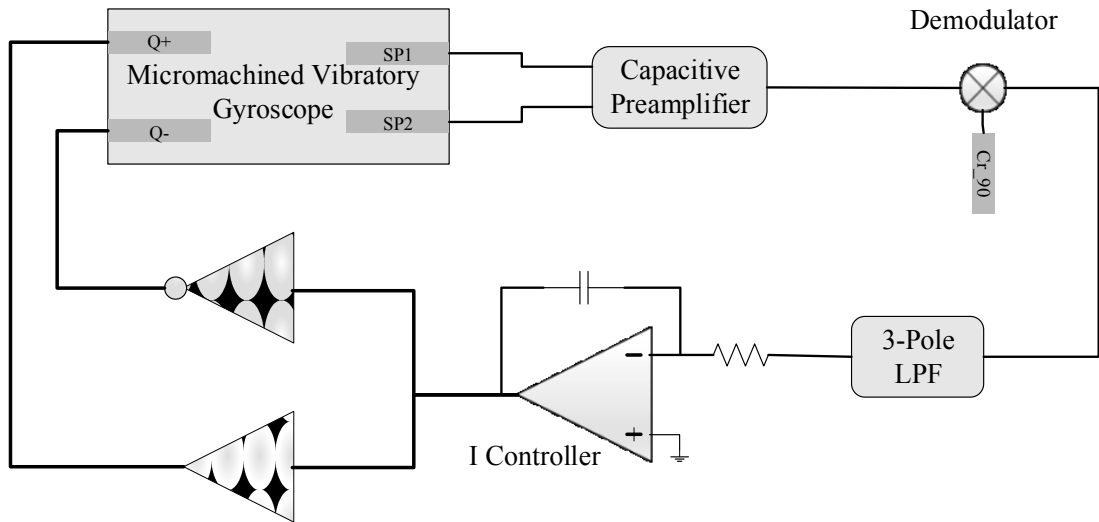 Demodulator
Q+
SP1
Micromachined Vibratory
Gyroscope
Q-
SP2
Capacitive
Preamplifier
Cr_90
3-Pole
LPF
I Controller